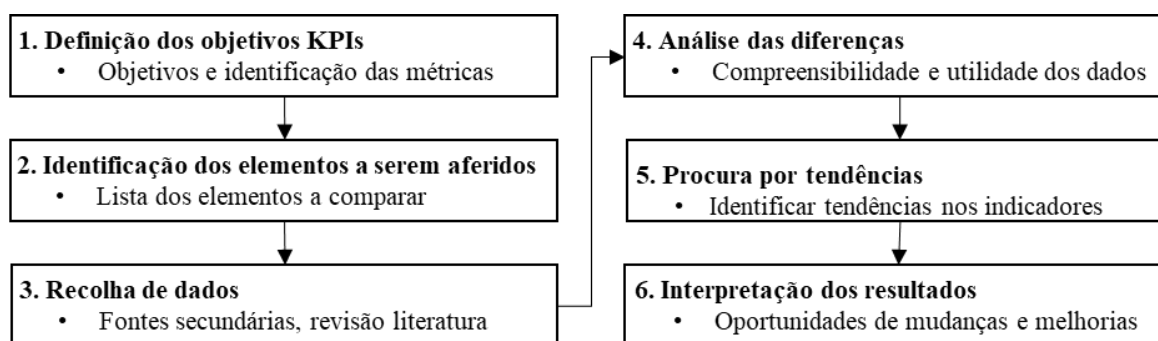 1. Definição dos objetivos KPIs
• Objetivos e identificação das métricas
2. Identificação dos elementos a serem aferidos
• Lista dos elementos a comparar
3. Recolha de dados
• Fontes secundárias, revisão literatura
4. Análise das diferenças
• Compreensibilidade e utilidade dos dados
5. Procura por tendências
• Identificar tendências nos indicadores
6. Interpretação dos resultados
• Oportunidades de mudanças e melhorias